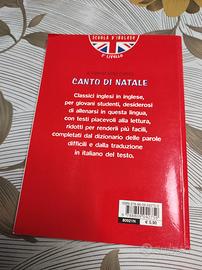 SCUOLA D'INGLESE
1° LIVELLO
CANTO DI NATALE
Classici inglesi in inglese,
per giovani studenti, desiderosi
di allenarsi in questa lingua,
con testi piacevoli alla lettura,
ridotti per renderli più facili,
completati dal dizionario delle parole
difficili e dalla traduzione
in italiano del testo.
€ 5.90
subito